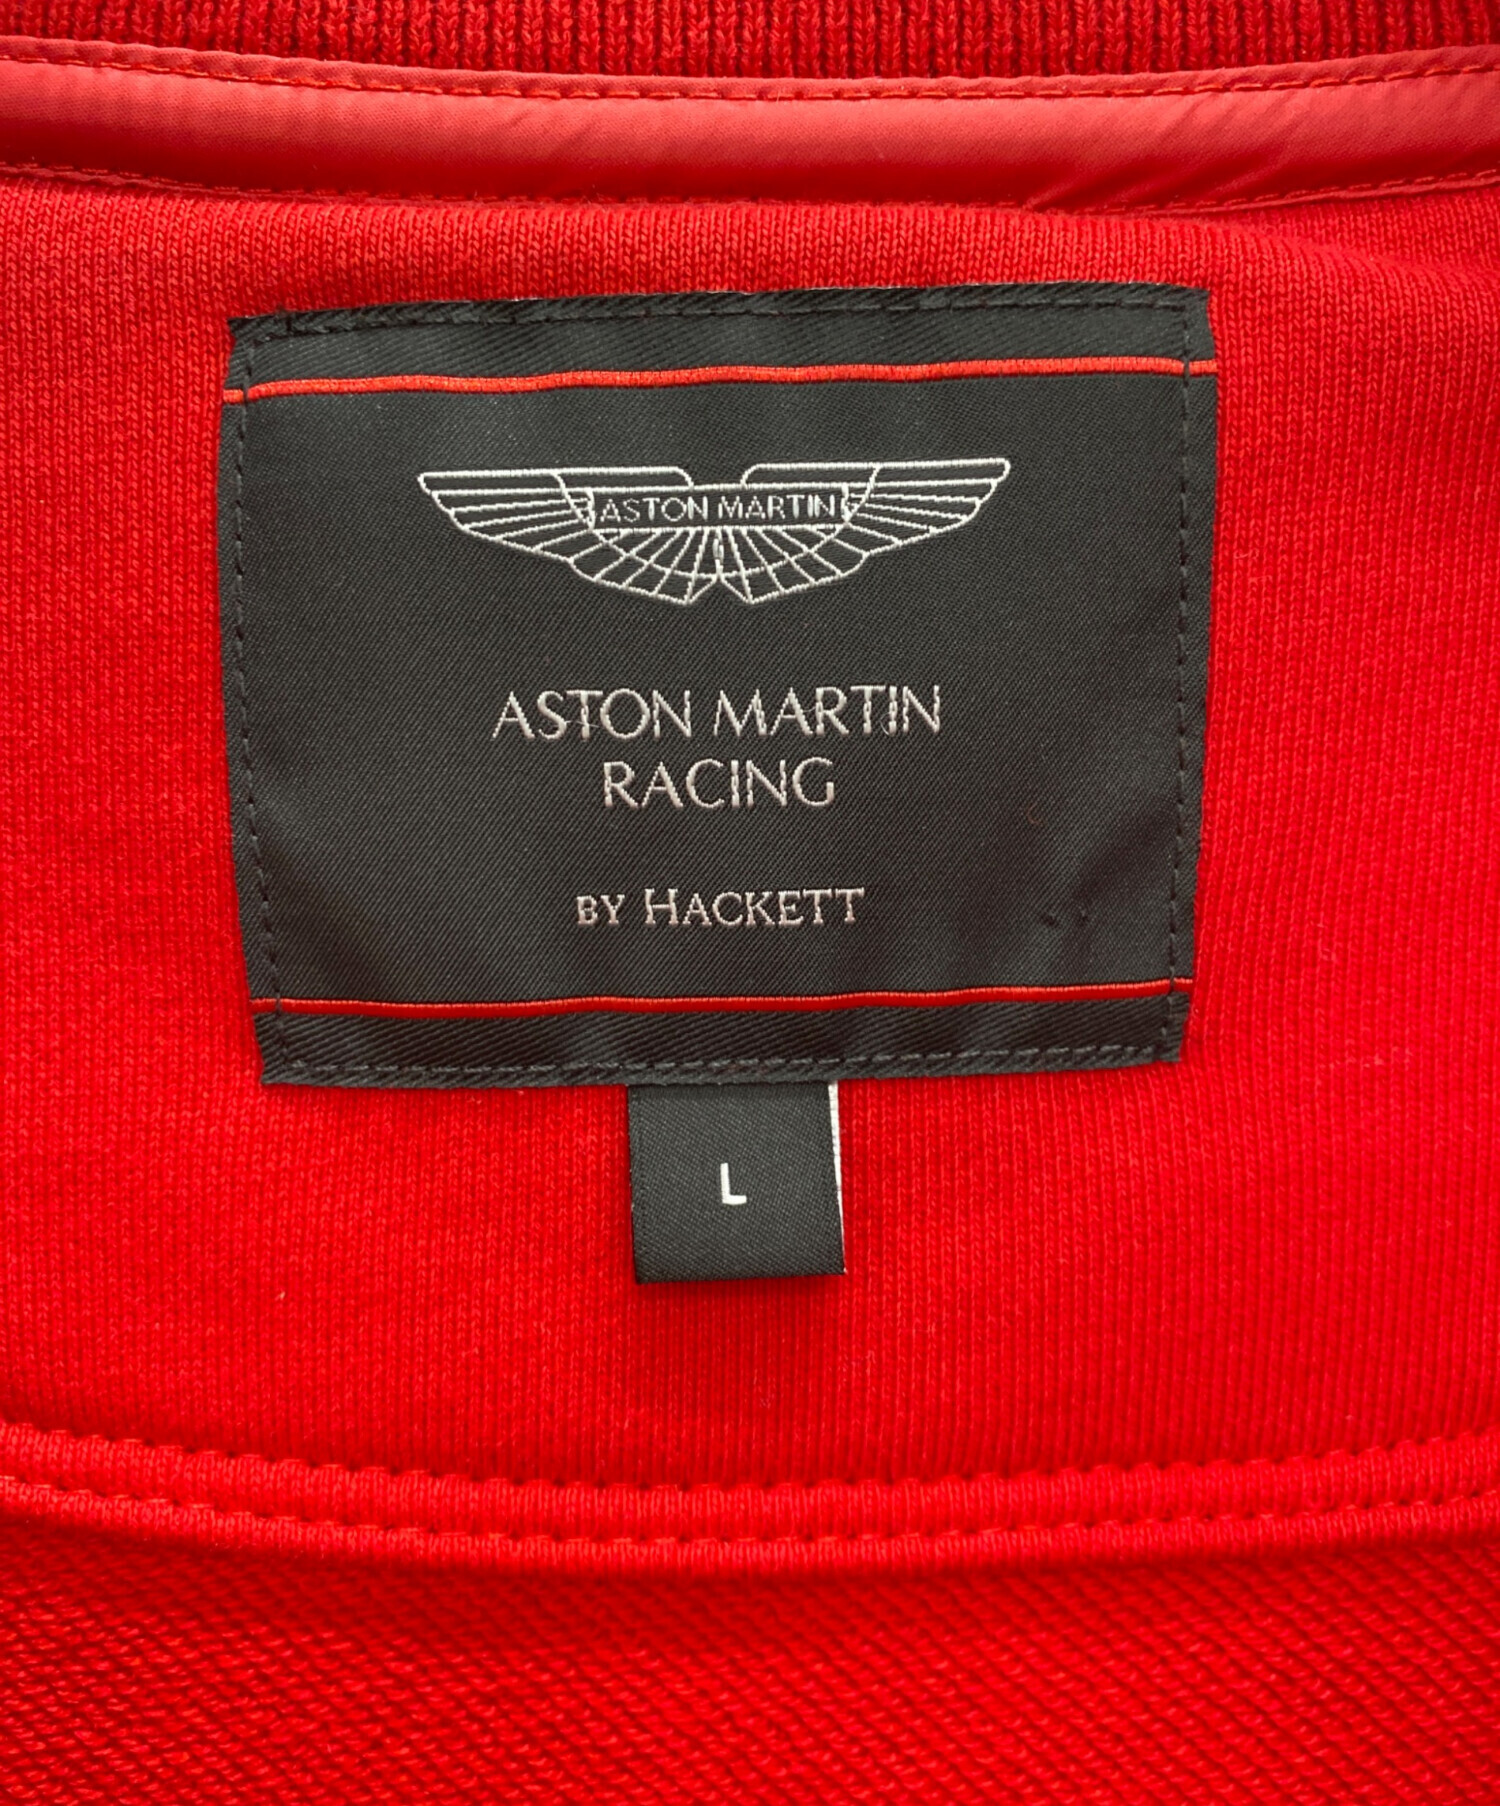 ASTON MARTIN
ASTON MARTIN
RACING
BY HACKETT
L